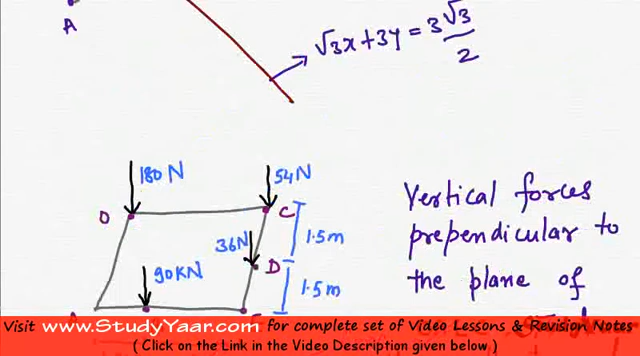 A
√3x+3y = 3√3/2
180 N
54N
O
C
1.5m
36N
D
90KN
1.5m
Vertical forces
prependicular to
the plane of
Visit www.StudyYaar.com for complete set of Video Lessons & Revision Notes
( Click on the Link in the Video Description given below )